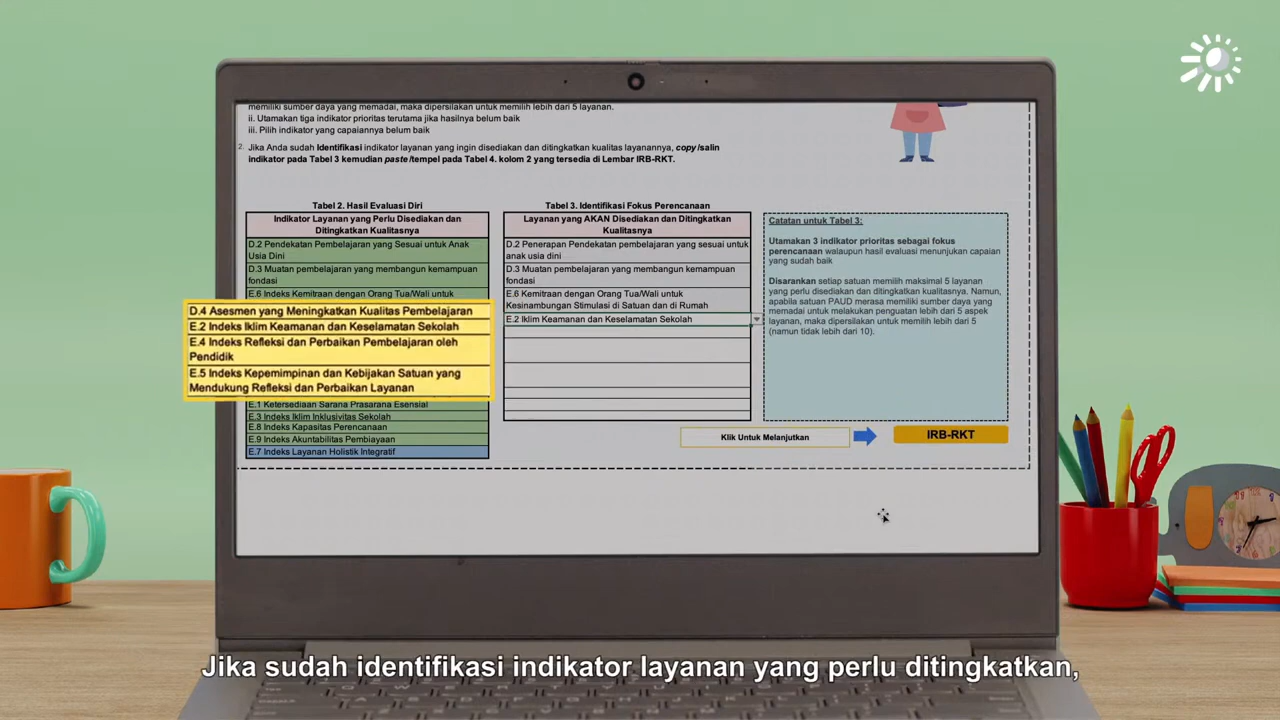 memiliki sumber daya yang memadai, maka dipersilakan untuk memilih lebih dari 5 layanan.
ii. Utamakan tiga indikator prioritas terutama jika hasilnya belum baik
iii. Pilih indikator yang capaiannya belum baik
2. Jika Anda sudah Identifikasi indikator layanan yang ingin disediakan dan ditingkatkan kualitas layanannya, copy/salin
indikator pada Tabel 3 kemudian paste/tempel pada Tabel 4. kolom 2 yang tersedia di Lembar IRB-RKT.
Tabel 2. Hasil Evaluasi Diri
Indikator Layanan yang Perlu Disediakan dan
Ditingkatkan Kualitasnya
D.2 Pendekatan Pembelajaran yang Sesuai untuk Anak
Usia Dini
D.3 Muatan pembelajaran yang membangun kemampuan
fondasi
E.6 Indeks Kemitraan dengan Orang Tua/Wali untuk
D.4 Asesmen yang Meningkatkan Kualitas Pembelajaran
E.2 Indeks Iklim Keamanan dan Keselamatan Sekolah
E.4 Indeks Refleksi dan Perbaikan Pembelajaran oleh
Pendidik
E.5 Indeks Kepemimpinan dan Kebijakan Satuan yang
Mendukung Refleksi dan Perbaikan Layanan
E.1 Ketersediaan Sarana Prasarana Esensial
E.3 Indeks Iklim Inklusivitas Sekolah
E.8 Indeks Kapasitas Perencanaan
E.9 Indeks Akuntabilitas Pembiayaan
E.7 Indeks Layanan Holistik Integratif
Tabel 3. Identifikasi Fokus Perencanaan
Layanan yang AKAN Disediakan dan Ditingkatkan
Kualitasnya
D.2 Penerapan Pendekatan pembelajaran yang sesuai untuk
anak usia dini
D.3 Muatan pembelajaran yang membangun kemampuan
fondasi
E.6 Kemitraan dengan Orang Tua/Wali untuk
Kesinambungan Stimulasi di Satuan dan di Rumah
E.2 Iklim Keamanan dan Keselamatan Sekolah
Catatan untuk Tabel 3:
Utamakan 3 indikator prioritas sebagai fokus
perencanaan walaupun hasil evaluasi menunjukan capaian
yang sudah baik
Disarankan setiap satuan memilih maksimal 5 layanan
yang perlu disediakan dan ditingkatkan kualitasnya. Namun,
apabila satuan PAUD merasa memiliki sumber daya yang
memadai untuk melakukan penguatan lebih dari 5 aspek
layanan, maka dipersilakan untuk memilih lebih dari 5
(namun tidak lebih dari 10).
Klik Untuk Melanjutkan
IRB-RKT
Jika sudah identifikasi indikator layanan yang perlu ditingkatkan,